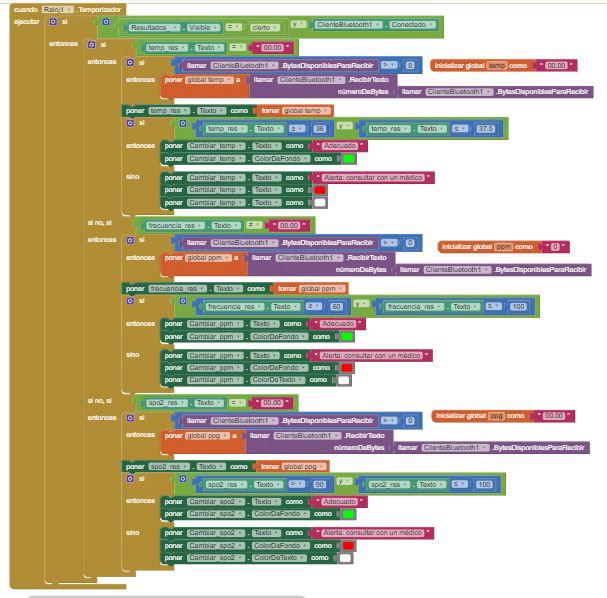 cuando Reloj1 .Temporizador
ejecutar si Resultados_ . Visible = cierto y ClienteBluetooth1 . Conectado
entonces si temp_res . Texto = " 00.00 "
entonces si llamar ClienteBluetooth1 .BytesDisponiblesParaRecibir > 0 inicializar global temp como " 00.00 "
entonces poner global temp a llamar ClienteBluetooth1 .RecibirTexto
númeroDeBytes llamar ClienteBluetooth1 .BytesDisponiblesParaRecibir
poner temp_res . Texto como tomar global temp
si temp_res . Texto ≥ 36 y temp_res . Texto ≤ 37.5
entonces poner Cambiar_temp . Texto como " Adecuado "
poner Cambiar_temp . ColorDeFondo como
sino poner Cambiar_temp . Texto como " Alerta: consultar con un médico "
poner Cambiar_temp . Texto como
poner Cambiar_temp . Texto como
si no, si frecuencia_res . Texto ≠ " 00.00 "
entonces si llamar ClienteBluetooth1 .BytesDisponiblesParaRecibir > 0 inicializar global ppm como " 0 "
entonces poner global ppm a llamar ClienteBluetooth1 .RecibirTexto
númeroDeBytes llamar ClienteBluetooth1 .BytesDisponiblesParaRecibir
poner frecuencia_res . Texto como tomar global ppm
si frecuencia_res . Texto ≥ 60 y frecuencia_res . Texto ≤ 100
entonces poner Cambiar_ppm . Texto como " Adecuado "
poner Cambiar_ppm . ColorDeFondo como
sino poner Cambiar_ppm . Texto como " Alerta: consultar con un médico "
poner Cambiar_ppm . ColorDeFondo como
poner Cambiar_ppm . ColorDeTexto como
si no, si spo2_res . Texto = " 00.00 "
entonces si llamar ClienteBluetooth1 .BytesDisponiblesParaRecibir > 0 inicializar global ppg como " 00.00 "
entonces poner global ppg a llamar ClienteBluetooth1 .RecibirTexto
númeroDeBytes llamar ClienteBluetooth1 .BytesDisponiblesParaRecibir
poner spo2_res . Texto como tomar global ppg
si spo2_res . Texto > 90 y spo2_res . Texto ≤ 100
entonces poner Cambiar_spo2 . Texto como " Adecuado "
poner Cambiar_spo2 . ColorDeFondo como
sino poner Cambiar_spo2 . Texto como " Alerta: consultar con un médico "
poner Cambiar_spo2 . ColorDeFondo como
poner Cambiar_spo2 . ColorDeTexto como